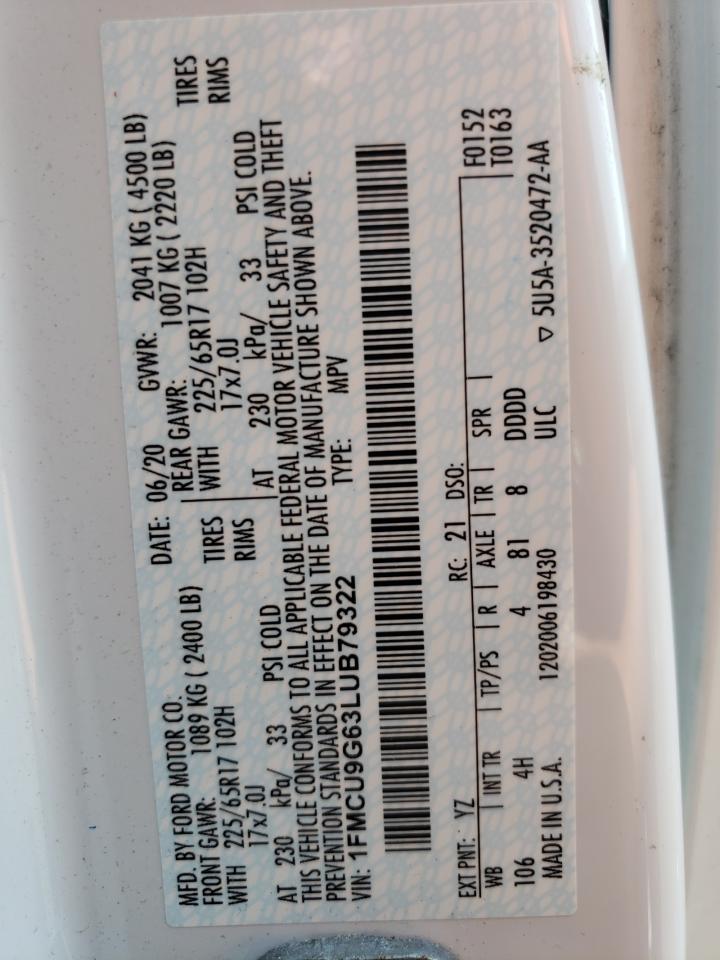 MFD. BY FORD MOTOR CO.
DATE: 06/20 GVWR: 2041 KG ( 4500 LB)
FRONT GAWR: 1089 KG ( 2400 LB) REAR GAWR: 1007 KG ( 2220 LB)
WITH 225/65R17 102H TIRES WITH 225/65R17 102H TIRES
17x7.0J RIMS 17x7.0J RIMS
AT 230 kPa/ 33 PSI COLD AT 230 kPa/ 33 PSI COLD
THIS VEHICLE CONFORMS TO ALL APPLICABLE FEDERAL MOTOR VEHICLE SAFETY AND THEFT
PREVENTION STANDARDS IN EFFECT ON THE DATE OF MANUFACTURE SHOWN ABOVE.
VIN: 1FMCU9G63LUB79322 TYPE: MPV
EXT PNT: YZ RC: 21 DSO: F0152
WB INT TR TP/PS R AXLE TR SPR T0163
106 4H 4 81 8 DDDD
ULC
MADE IN U.S.A. 1202006198430 ▽ 5U5A-3520472-AA